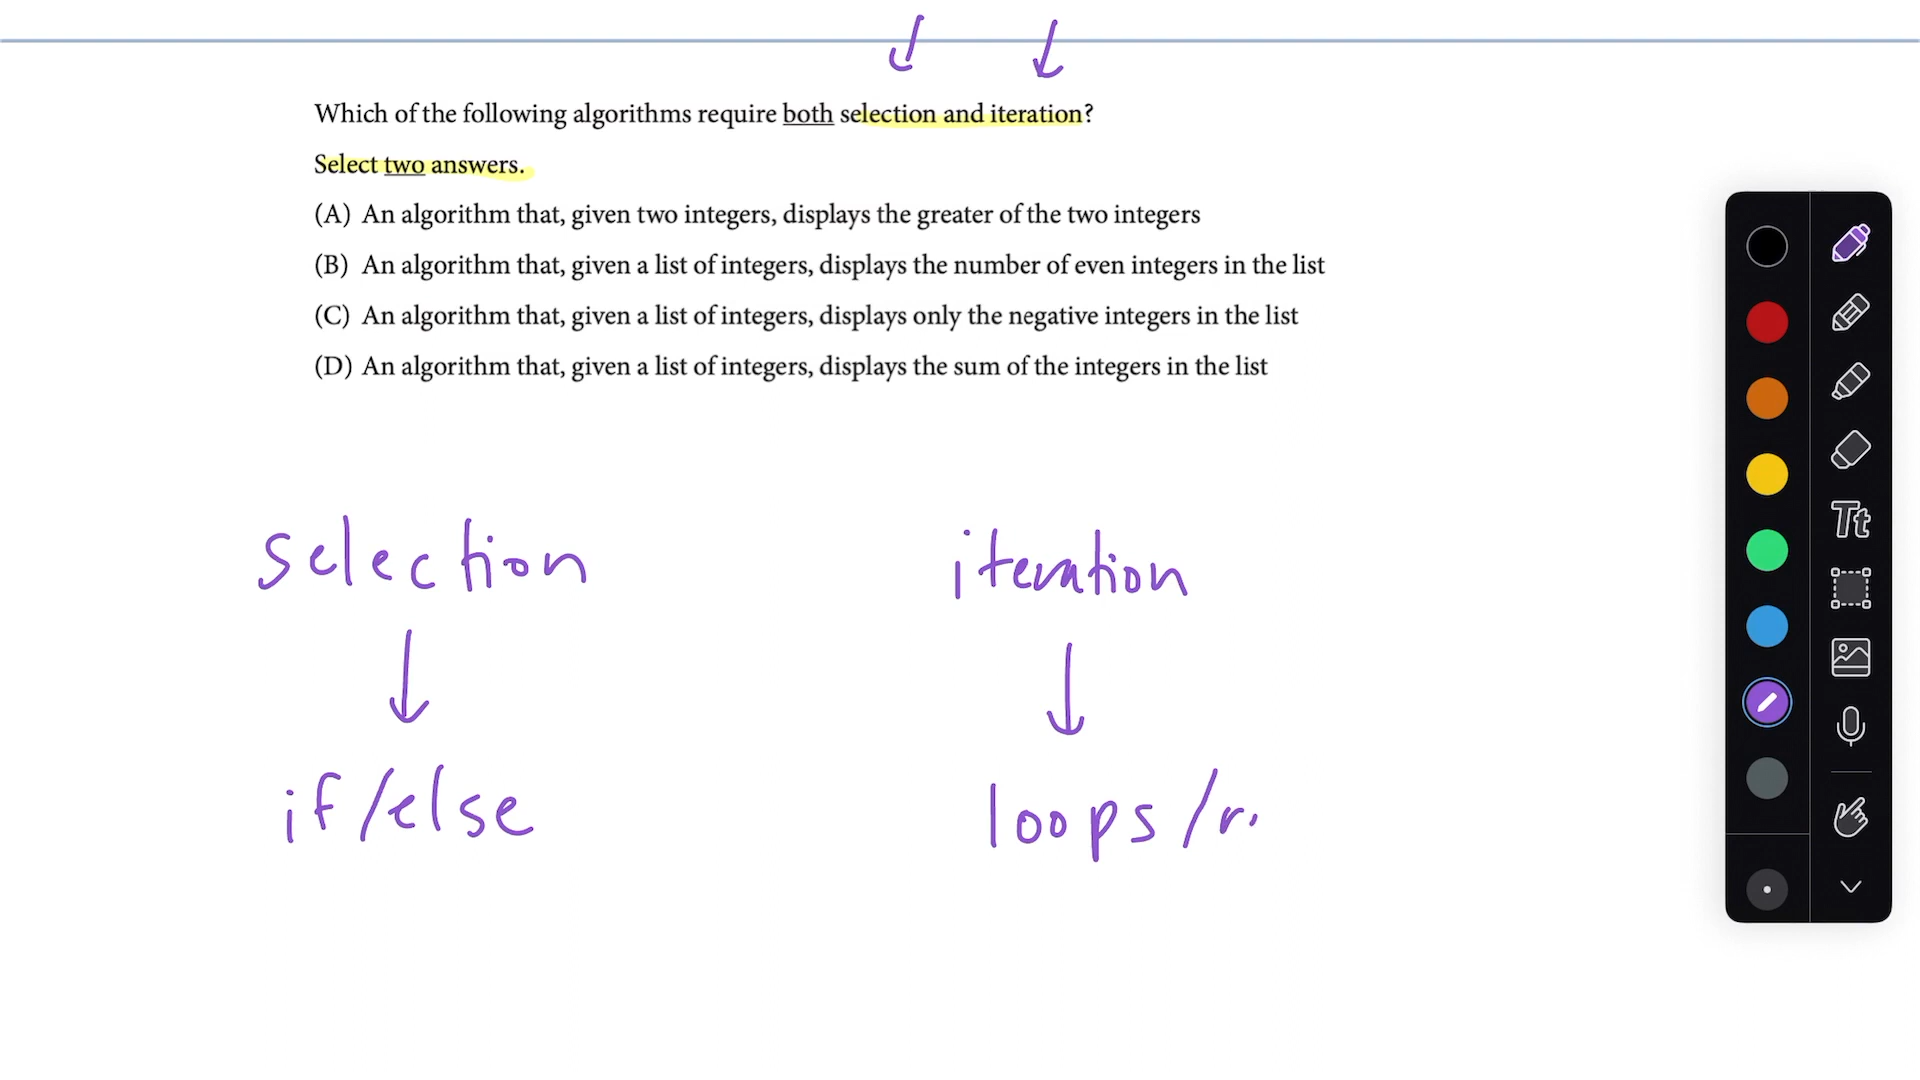 Which of the following algorithms require both selection and iteration?
Select two answers.
(A) An algorithm that, given two integers, displays the greater of the two integers
(B) An algorithm that, given a list of integers, displays the number of even integers in the list
(C) An algorithm that, given a list of integers, displays only the negative integers in the list
(D) An algorithm that, given a list of integers, displays the sum of the integers in the list
selection iteration
if/else loops/r
Tt